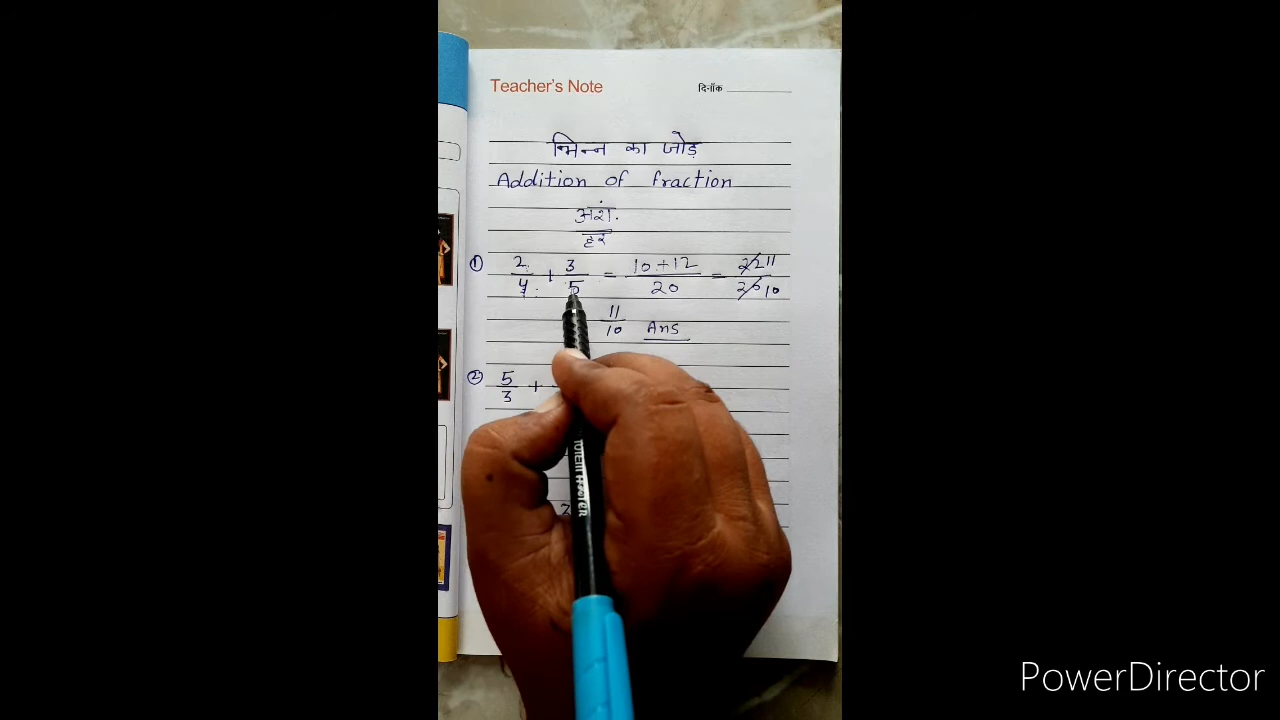 Teacher's Note दिनाँक
भिन्न का जोड़
Addition of fraction
अंश.
हर
① 2/4 + 3/5 = 10+12/20 = 22/20 11/10
11/10 Ans
② 5/3 +
PowerDirector